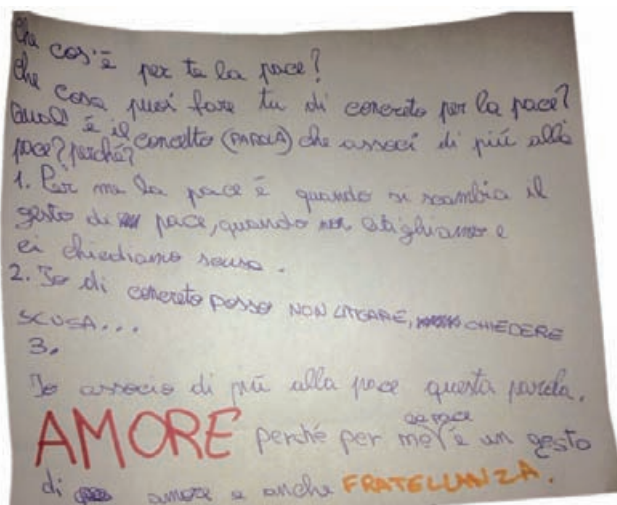 Che cos'è per te la pace?
Che cosa puoi fare tu di concreto per la pace?
Qual è il concetto (PAROLA) che associ di più alla
pace? perché?
1. Per me la pace è quando si scambia il
gesto di pace, quando non litighiamo e
ci chiediamo scusa.
2. Io di concreto posso NON LITIGARE, CHIEDERE
SCUSA...
3.
Io associo di più alla pace questa parola.
AMORE perché per me la pace è un gesto
di amore e anche FRATELLANZA.